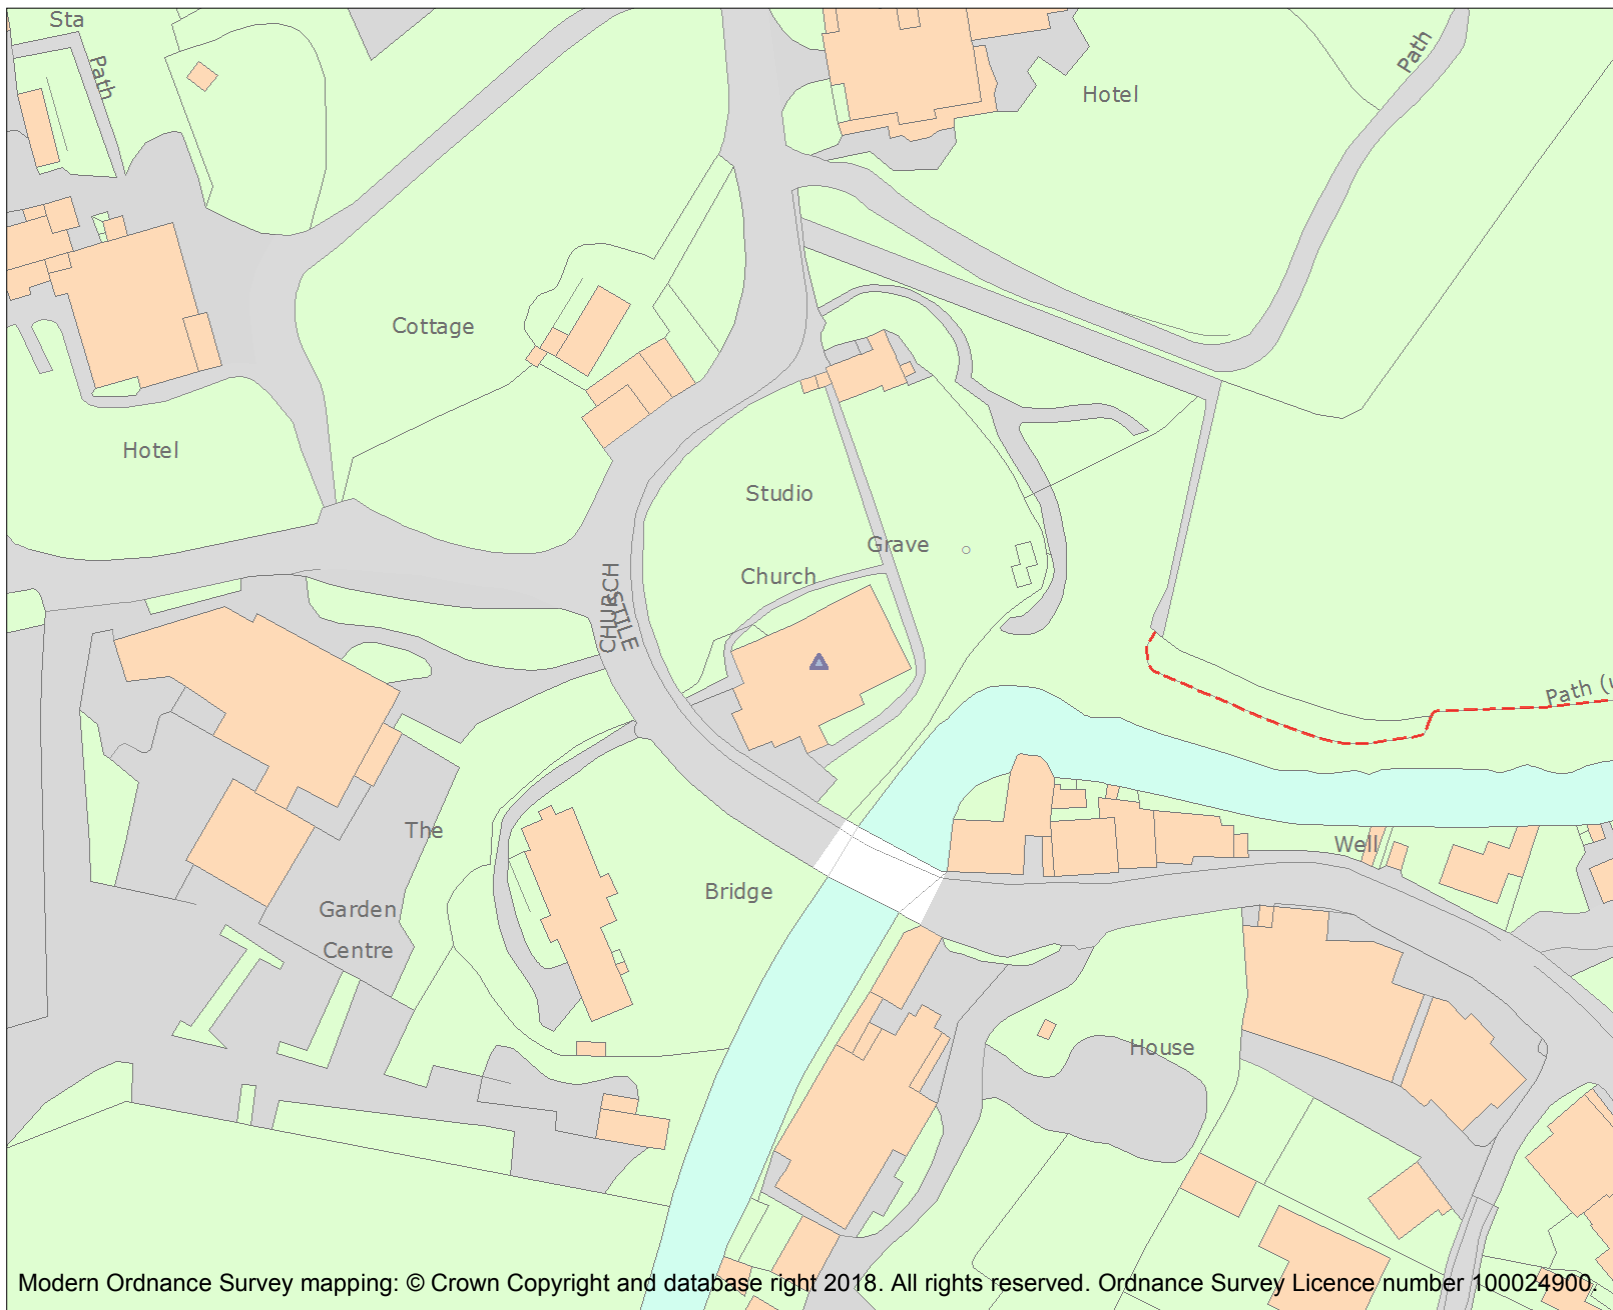 Sta
Path
Path
Hotel
Cottage
Hotel
Studio
Grave
Church
CHURCH
STILE
Path (u
The
Well
Bridge
Garden
Centre
House
Modern Ordnance Survey mapping: © Crown Copyright and database right 2018. All rights reserved. Ordnance Survey Licence number 100024900.